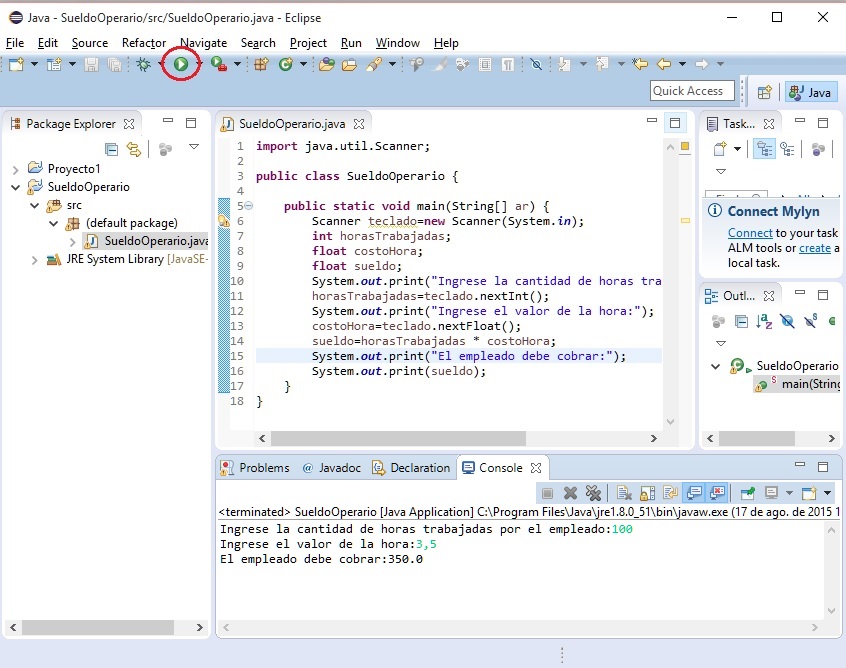 Java - SueldoOperario/src/SueldoOperario.java - Eclipse
File Edit Source Refactor Navigate Search Project Run Window Help
Quick Access
Java
Package Explorer
Proyecto1
SueldoOperario
src
(default package)
SueldoOperario.java
JRE System Library [JavaSE-
SueldoOperario.java
1 import java.util.Scanner;
2
3 public class SueldoOperario {
4
5 public static void main(String[] ar) {
6 Scanner teclado=new Scanner(System.in);
7 int horasTrabajadas;
8 float costoHora;
9 float sueldo;
10 System.out.print("Ingrese la cantidad de horas tra
11 horasTrabajadas=teclado.nextInt();
12 System.out.print("Ingrese el valor de la hora:");
13 costoHora=teclado.nextFloat();
14 sueldo=horasTrabajadas * costoHora;
15 System.out.print("El empleado debe cobrar:");
16 System.out.print(sueldo);
17 }
18 }
Task...
Connect Mylyn
Connect to your task
ALM tools or create a
local task.
Outl...
SueldoOperario
main(String
Problems @ Javadoc Declaration Console
<terminated> SueldoOperario [Java Application] C:\Program Files\Java\jre1.8.0_51\bin\javaw.exe (17 de ago. de 2015 1
Ingrese la cantidad de horas trabajadas por el empleado:100
Ingrese el valor de la hora:3,5
El empleado debe cobrar:350.0